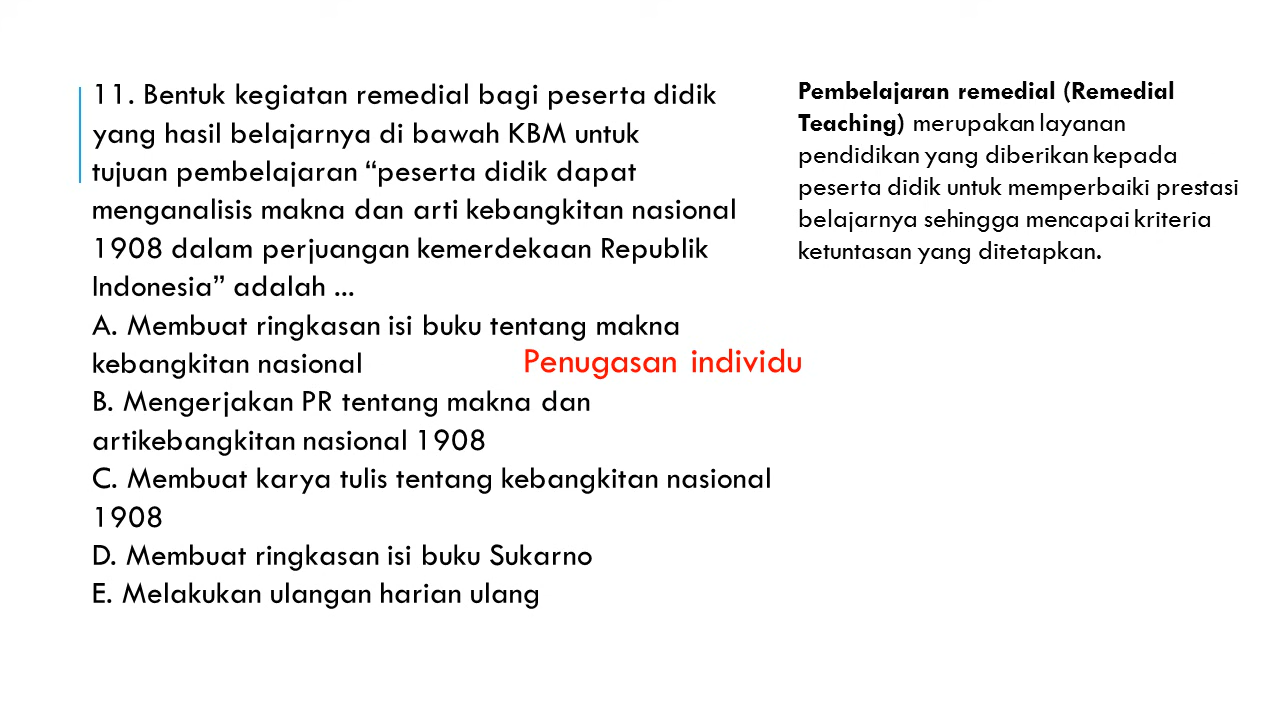 11. Bentuk kegiatan remedial bagi peserta didik
yang hasil belajarnya di bawah KBM untuk
tujuan pembelajaran “peserta didik dapat
menganalisis makna dan arti kebangkitan nasional
1908 dalam perjuangan kemerdekaan Republik
Indonesia” adalah ...
A. Membuat ringkasan isi buku tentang makna
kebangkitan nasional
Penugasan individu
B. Mengerjakan PR tentang makna dan
artikebangkitan nasional 1908
C. Membuat karya tulis tentang kebangkitan nasional
1908
D. Membuat ringkasan isi buku Sukarno
E. Melakukan ulangan harian ulang
Pembelajaran remedial (Remedial
Teaching) merupakan layanan
pendidikan yang diberikan kepada
peserta didik untuk memperbaiki prestasi
belajarnya sehingga mencapai kriteria
ketuntasan yang ditetapkan.